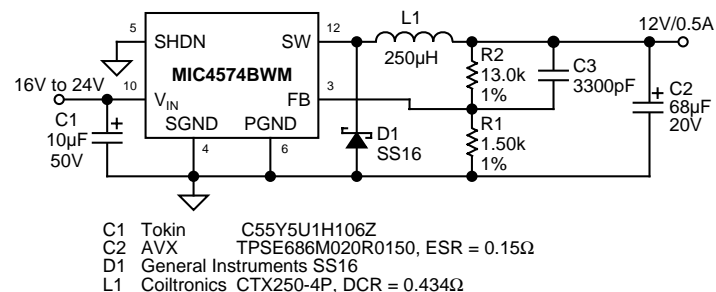 L1
12V/0.5A
5
SHDN
SW
12
250µH
R2
13.0k
1%
C3
3300pF
MIC4574BWM
16V to 24V
10
VIN
FB
3
C2
68µF
20V
C1
10µF
50V
SGND
PGND
4
6
D1
SS16
R1
1.50k
1%
C1 Tokin C55Y5U1H106Z
C2 AVX TPSE686M020R0150, ESR = 0.15Ω
D1 General Instruments SS16
L1 Coiltronics CTX250-4P, DCR = 0.434Ω